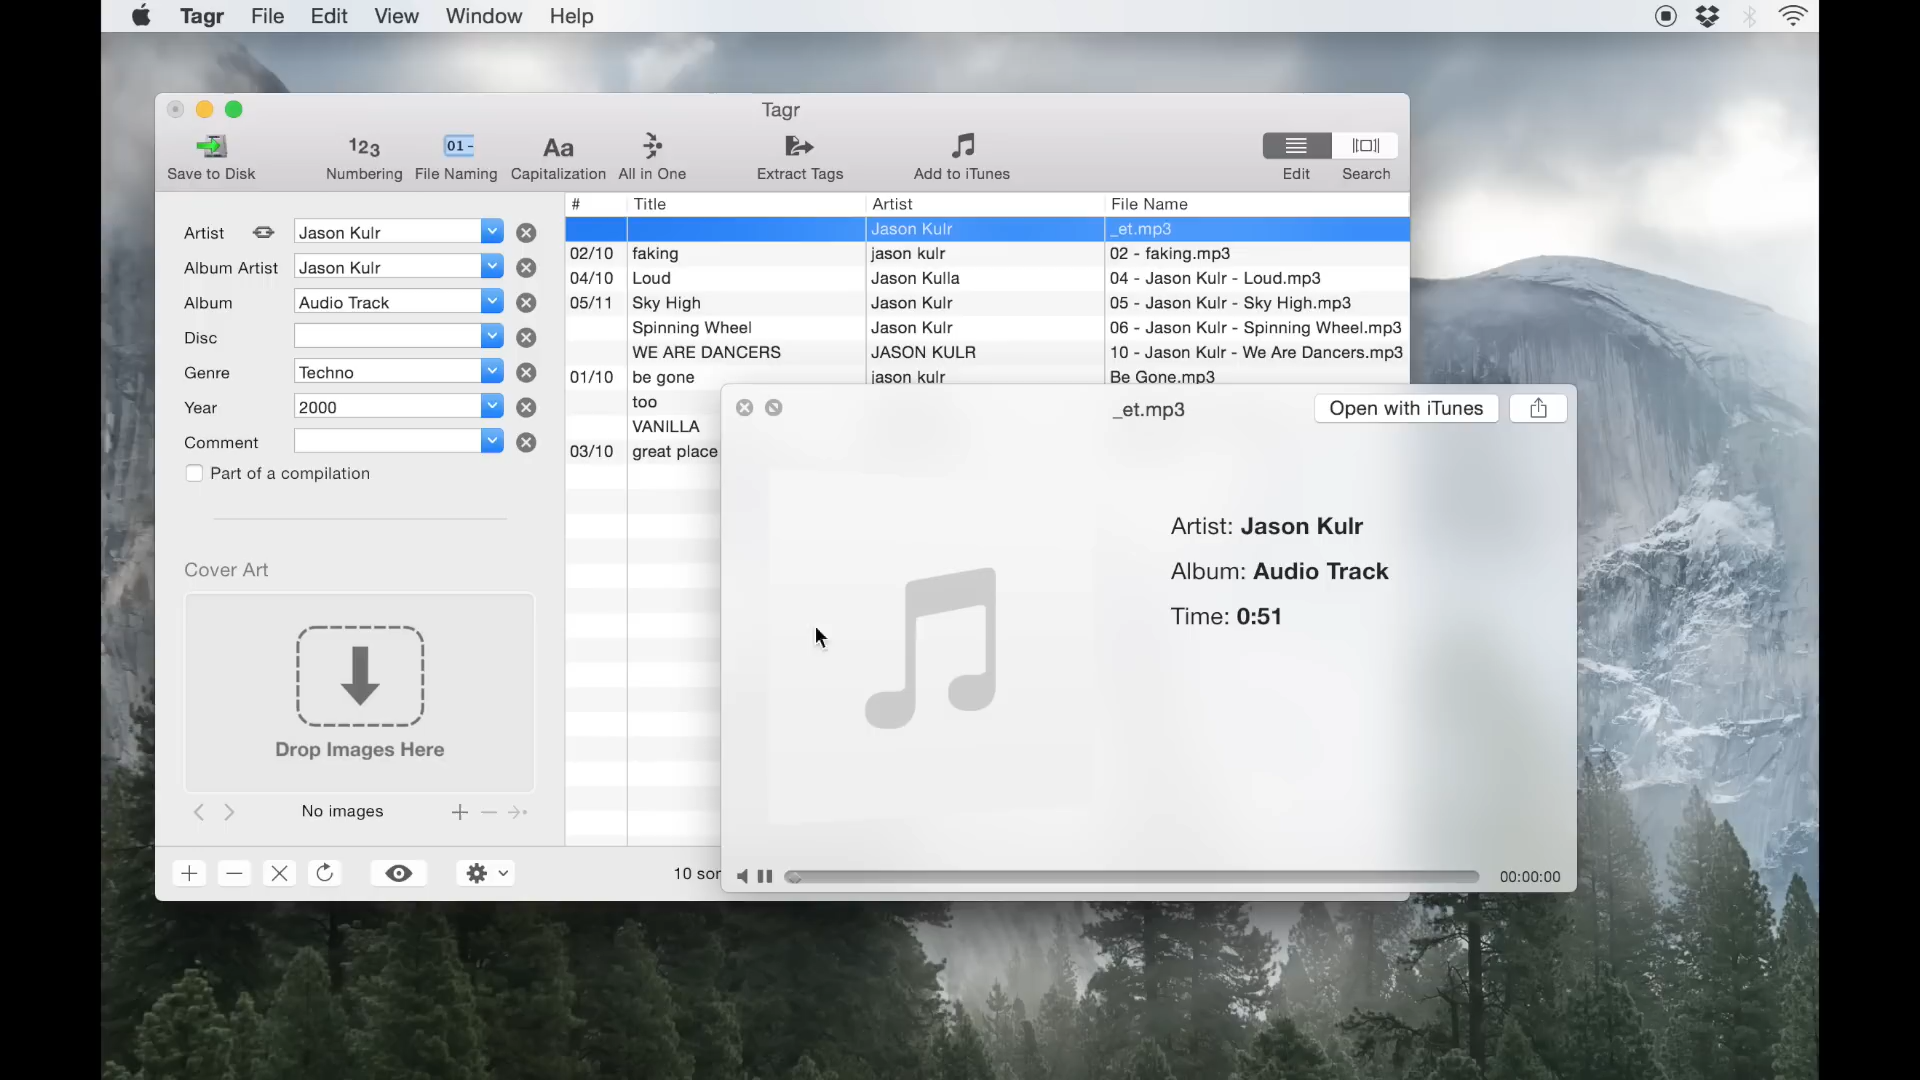 Tagr File Edit View Window Help
Tagr
Save to Disk
123
Numbering
01-
File Naming
Aa
Capitalization
All in One
Extract Tags
Add to iTunes
Edit
Search
Artist Jason Kulr
Album Artist Jason Kulr
Album Audio Track
Disc
Genre Techno
Year 2000
Comment
Part of a compilation
Cover Art
Drop Images Here
No images
# Title Artist File Name
Jason Kulr _et.mp3
02/10 faking jason kulr 02 - faking.mp3
04/10 Loud Jason Kulla 04 - Jason Kulr - Loud.mp3
05/11 Sky High Jason Kulr 05 - Jason Kulr - Sky High.mp3
Spinning Wheel Jason Kulr 06 - Jason Kulr - Spinning Wheel.mp3
WE ARE DANCERS JASON KULR 10 - Jason Kulr - We Are Dancers.mp3
01/10 be gone jason kulr Be Gone.mp3
too
VANILLA
03/10 great place
10 son
_et.mp3
Open with iTunes
Artist: Jason Kulr
Album: Audio Track
Time: 0:51
00:00:00